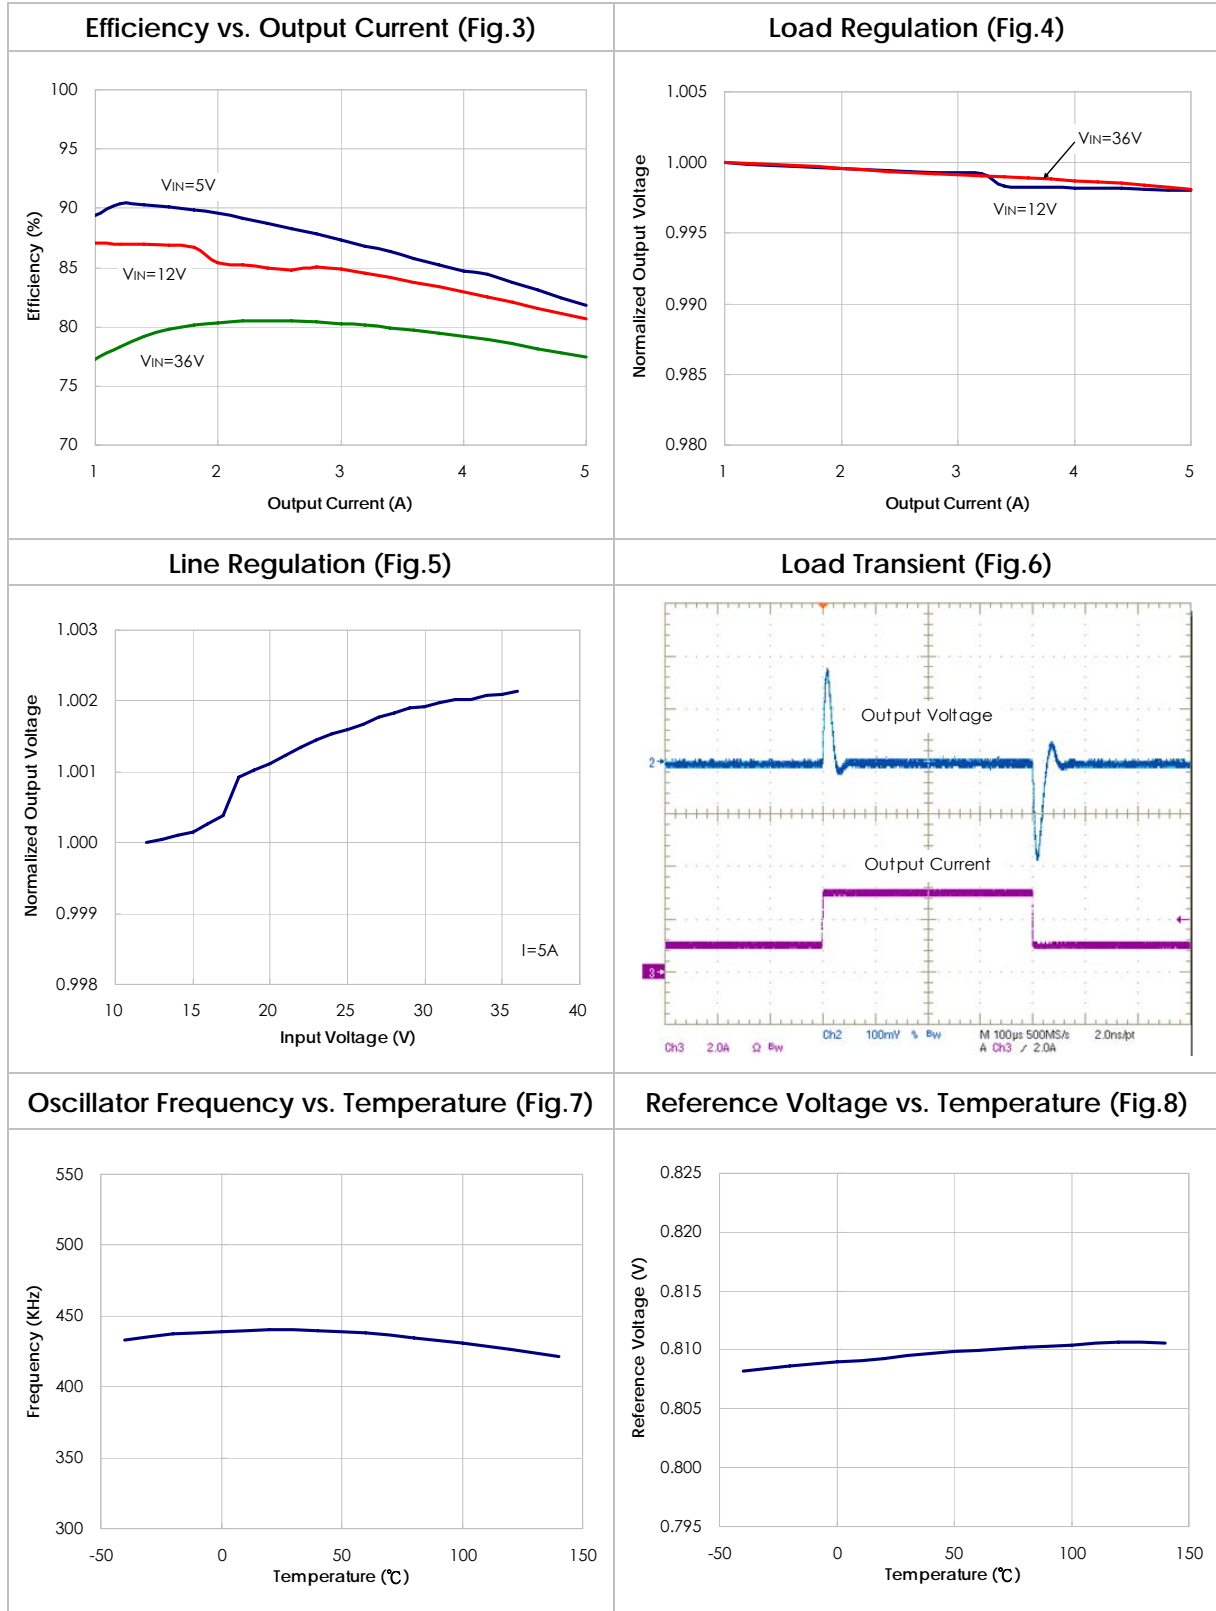 Efficiency vs. Output Current (Fig.3)
100
95
90
85
80
75
70
Efficiency (%)
VIN=5V
VIN=12V
VIN=36V
1 2 3 4 5
Output Current (A)
Load Regulation (Fig.4)
1.005
1.000
0.995
0.990
0.985
0.980
Normalized Output Voltage
VIN=36V
VIN=12V
1 2 3 4 5
Output Current (A)
Line Regulation (Fig.5)
1.003
1.002
1.001
1.000
0.999
0.998
Normalized Output Voltage
I=5A
10 15 20 25 30 35 40
Input Voltage (V)
Load Transient (Fig.6)
Output Voltage
2
Output Current
3
Ch2 100mV % BW M 100µs 500MS/s 2.0ns/pt
Ch3 2.0A Ω BW A Ch3 / 2.0A
Oscillator Frequency vs. Temperature (Fig.7)
550
500
450
400
350
300
Frequency (KHz)
-50 0 50 100 150
Temperature (℃)
Reference Voltage vs. Temperature (Fig.8)
0.825
0.820
0.815
0.810
0.805
0.800
0.795
Reference Voltage (V)
-50 0 50 100 150
Temperature (℃)